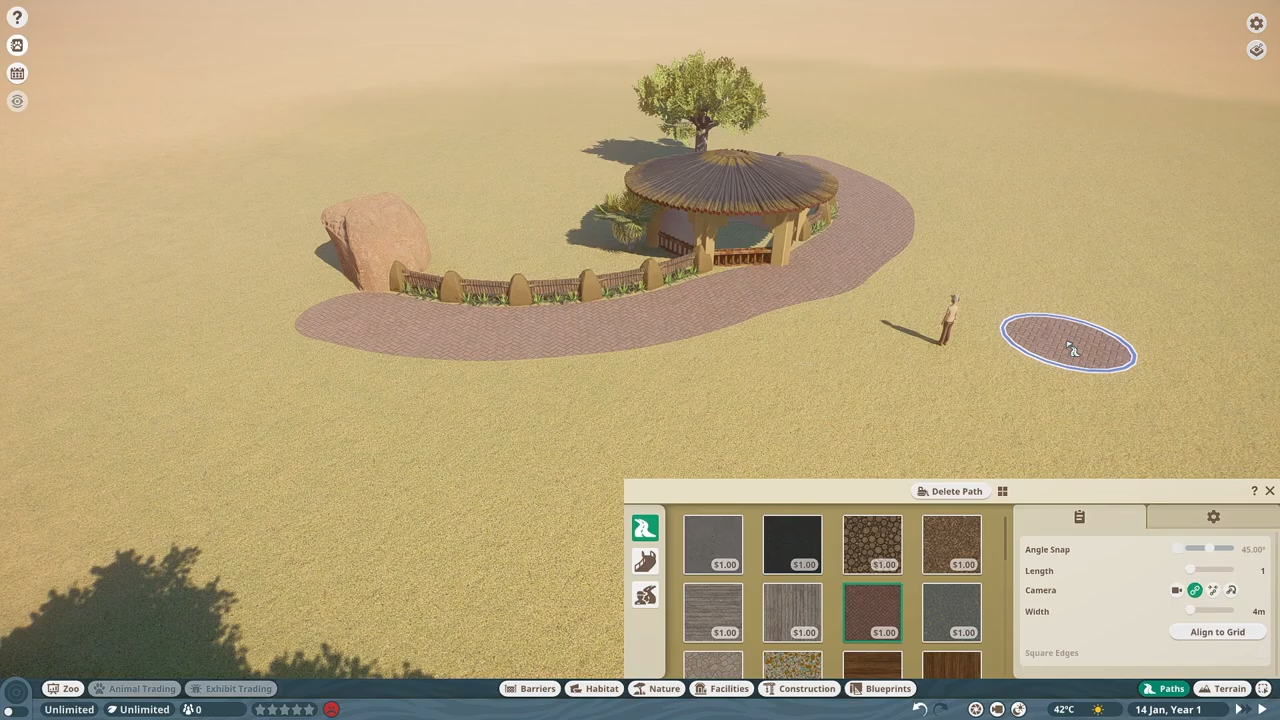 ?
Delete Path
?
$1.00 $1.00 $1.00 $1.00
$1.00 $1.00 $1.00 $1.00
Angle Snap 45.00°
Length 1
Camera
Width 4m
Align to Grid
Square Edges
Zoo Animal Trading Exhibit Trading Barriers Habitat Nature Facilities Construction Blueprints Paths Terrain
Unlimited Unlimited 0 42°C 14 Jan, Year 1